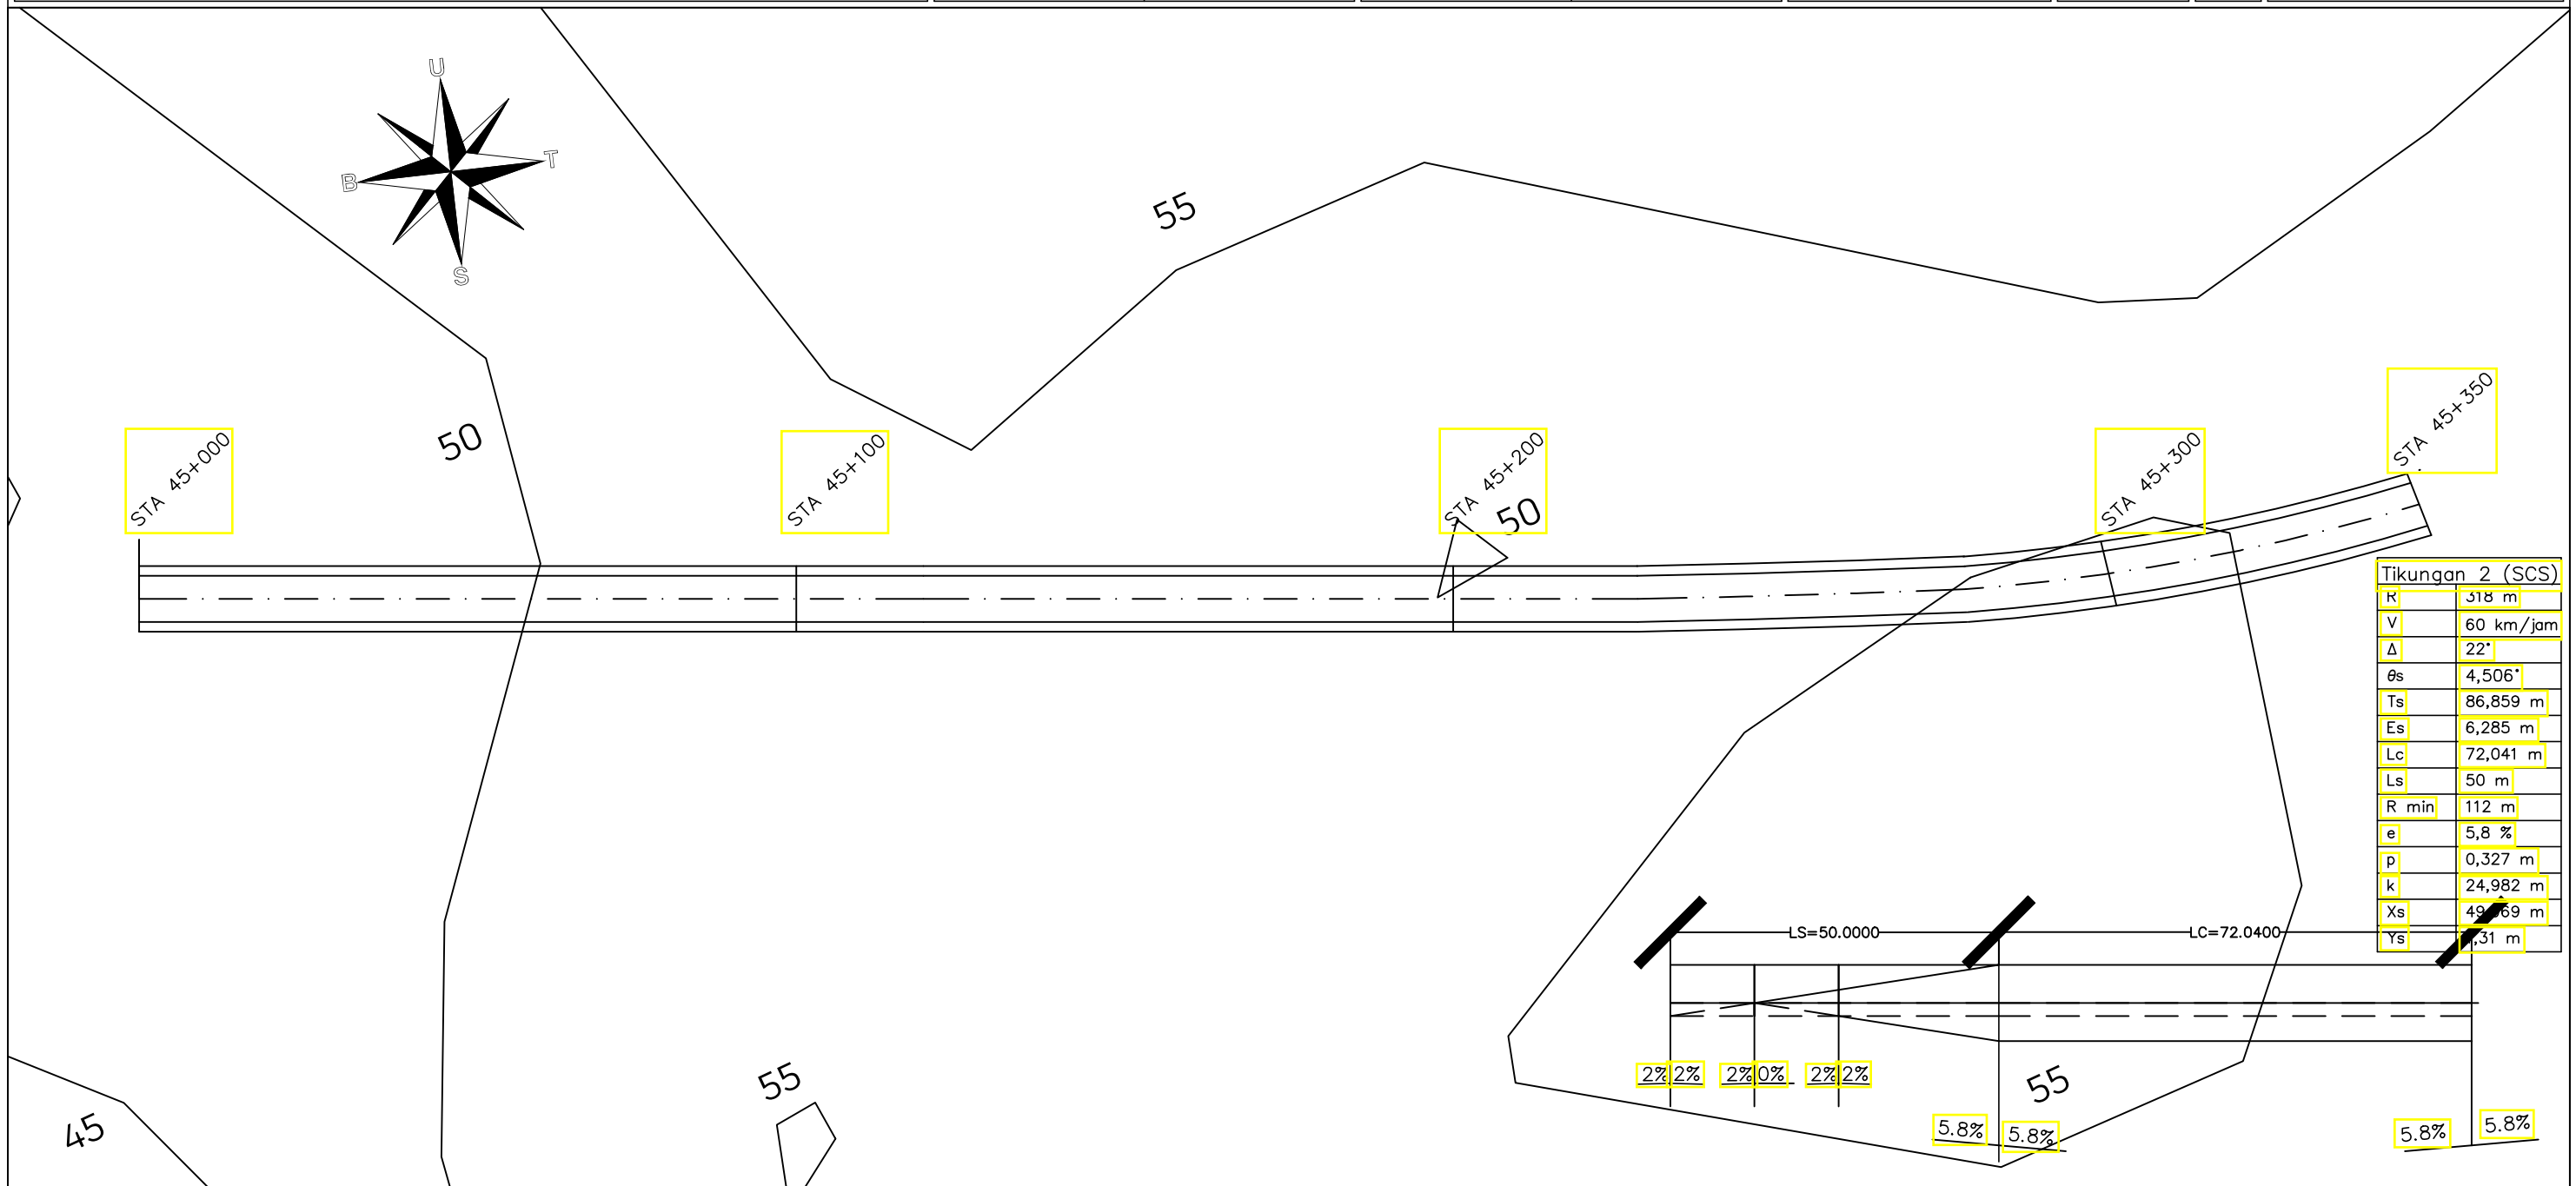 U
T
B
S
55
50
STA 45+000
STA 45+100
STA 45+200
50
STA 45+300
STA 45+350
Tikungan 2 (SCS)
R 318 m
V 60 km/jam
Δ 22°
θs 4,506°
Ts 86,859 m
Es 6,285 m
Lc 72,041 m
Ls 50 m
R min 112 m
e 5,8 %
p 0,327 m
k 24,982 m
Xs
Ys
LS=50.0000
LC=72.0400
2% 2%
2% 0%
2% 2%
5.8% 5.8%
5.8% 5.8%
55
55
45